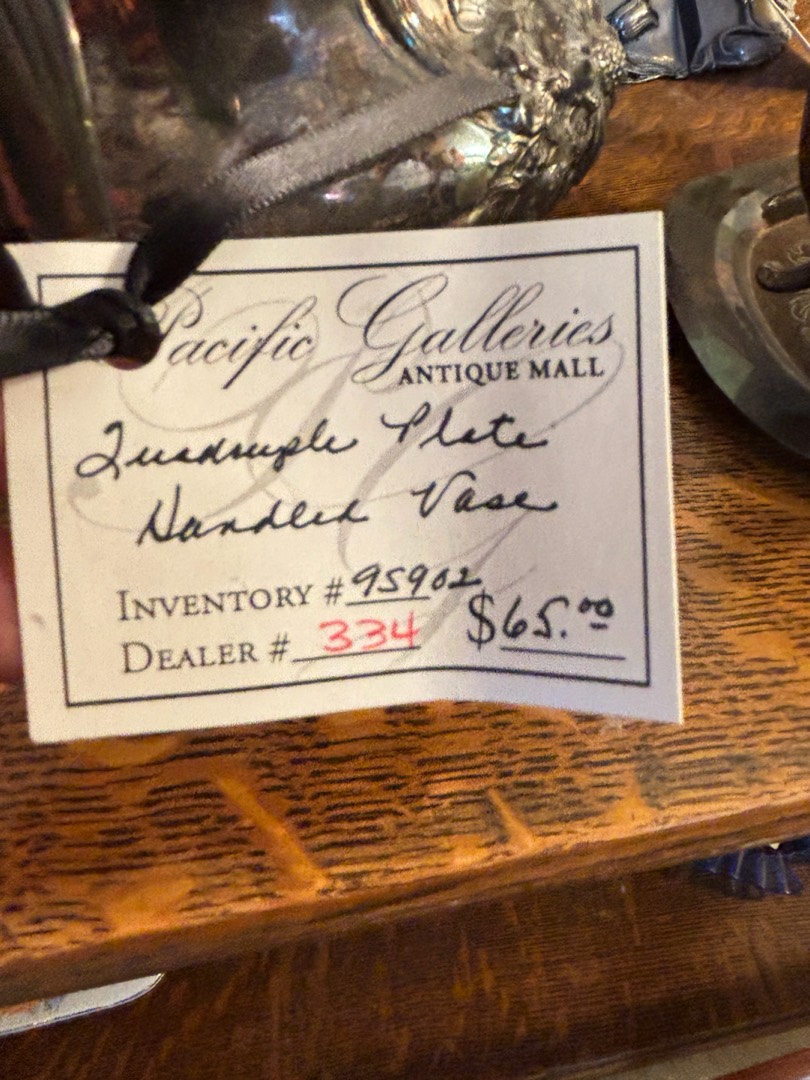 Pacific Galleries
ANTIQUE MALL
Quadruple Plate
Handled Vase
INVENTORY # 95902
DEALER # 334 $65.00